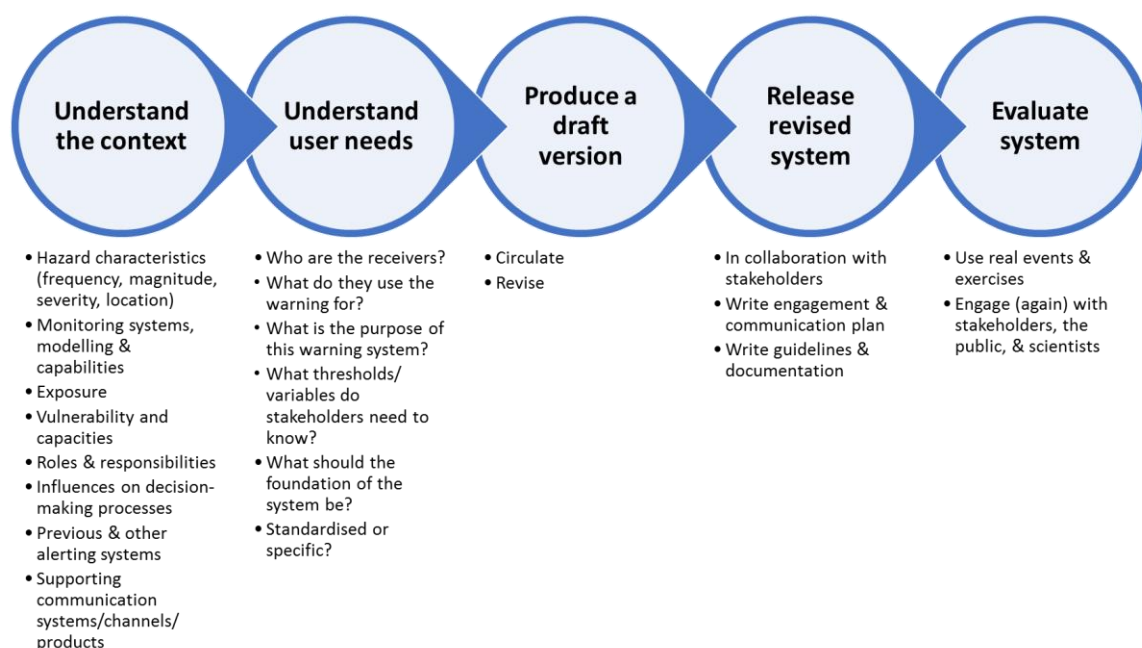 Understand
the context
Understand
user needs
Produce a
draft
version
Release
revised
system
Evaluate
system
• Hazard characteristics
(frequency, magnitude,
severity, location)
• Monitoring systems,
modelling &
capabilities
• Exposure
• Vulnerability and
capacities
• Roles & responsibilities
• Influences on decision-
making processes
• Previous & other
alerting systems
• Supporting
communication
systems/channels/
products
• Who are the receivers?
• What do they use the
warning for?
• What is the purpose of
this warning system?
• What thresholds/
variables do
stakeholders need to
know?
• What should the
foundation of the
system be?
• Standardised or
specific?
• Circulate
• Revise
• In collaboration with
stakeholders
• Write engagement &
communication plan
• Write guidelines &
documentation
• Use real events &
exercises
• Engage (again) with
stakeholders, the
public, & scientists